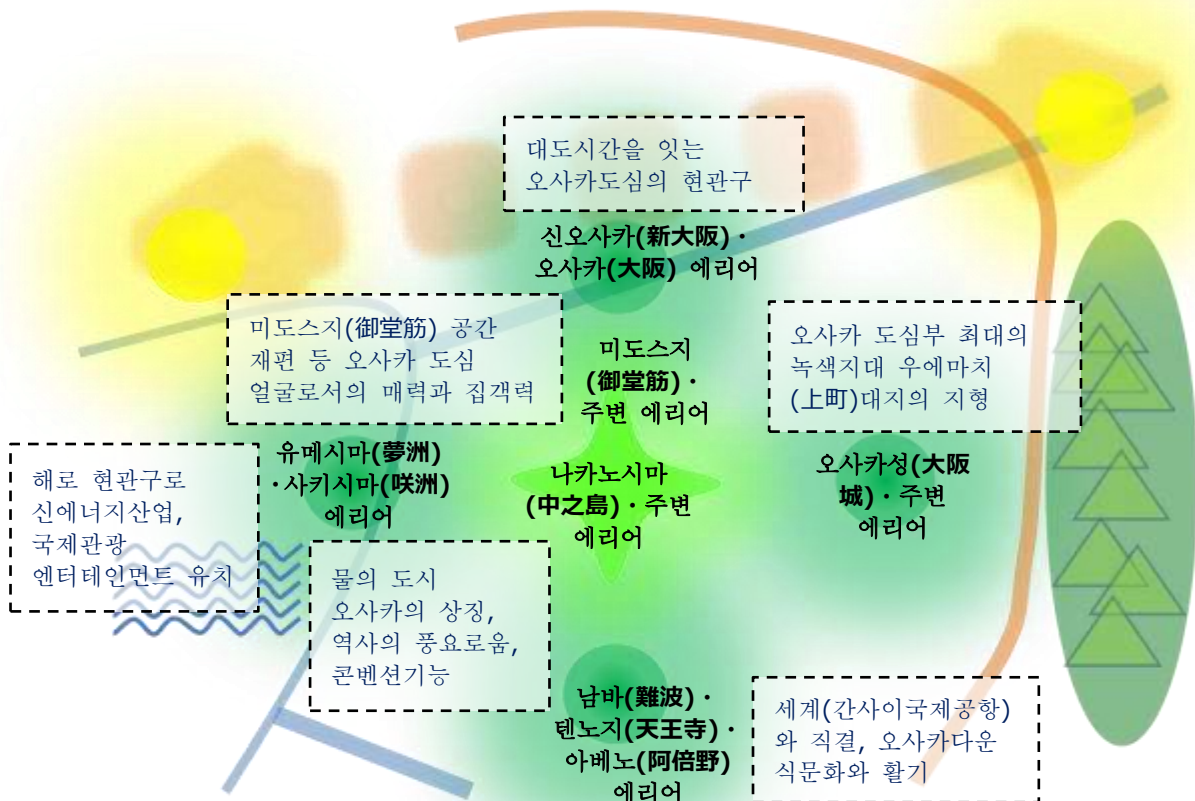 대도시간을 잇는
오사카도심의 현관구
신오사카(新大阪)·
오사카(大阪) 에리어
미도스지(御堂筋) 공간
재편 등 오사카 도심
얼굴로서의 매력과 집객력
미도스지
(御堂筋)·
주변 에리어
오사카 도심부 최대의
녹색지대 우에마치
(上町)대지의 지형
해로 현관구로
신에너지산업,
국제관광
엔터테인먼트 유치
유메시마(夢洲)
·사키시마(咲洲)
에리어
나카노시마
(中之島)·주변
에리어
오사카성(大阪
城)·주변
에리어
물의 도시
오사카의 상징,
역사의 풍요로움,
콘벤션기능
남바(難波)·
텐노지(天王寺)·
아베노(阿倍野)
에리어
세계(간사이국제공항)
와 직결, 오사카다운
식문화와 활기